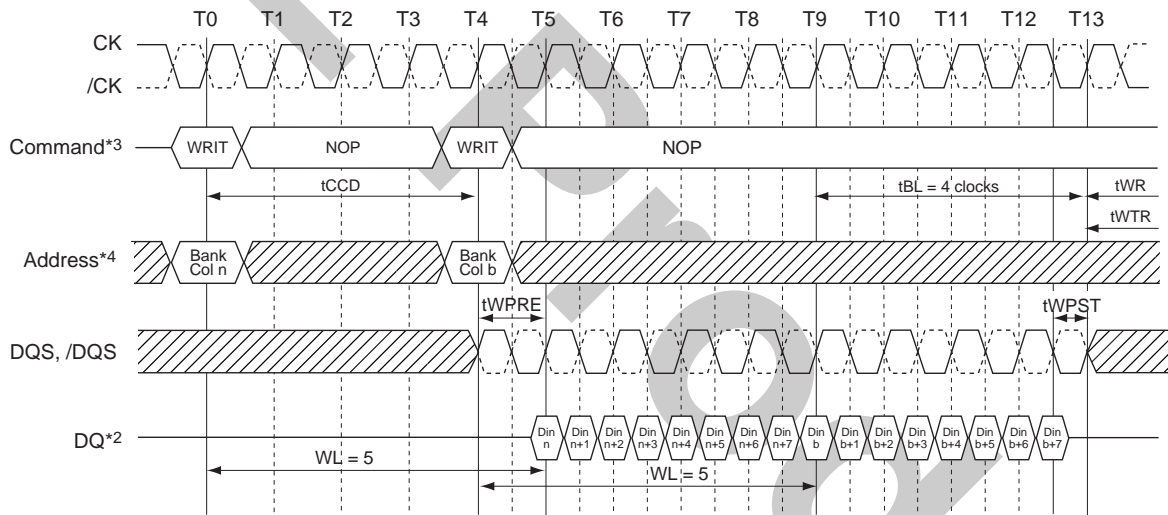 T0 T1 T2 T3 T4 T5 T6 T7 T8 T9 T10 T11 T12 T13
CK
/CK
Command*3 WRIT NOP WRIT NOP
tCCD tBL = 4 clocks tWR
tWTR
Address*4 Bank Col n Bank Col b
tWPRE tWPST
DQS, /DQS
DQ*2 Din n Din n+1 Din n+2 Din n+3 Din n+4 Din n+5 Din n+6 Din n+7 Din b Din b+1 Din b+2 Din b+3 Din b+4 Din b+5 Din b+6 Din b+7
WL = 5 WL = 5